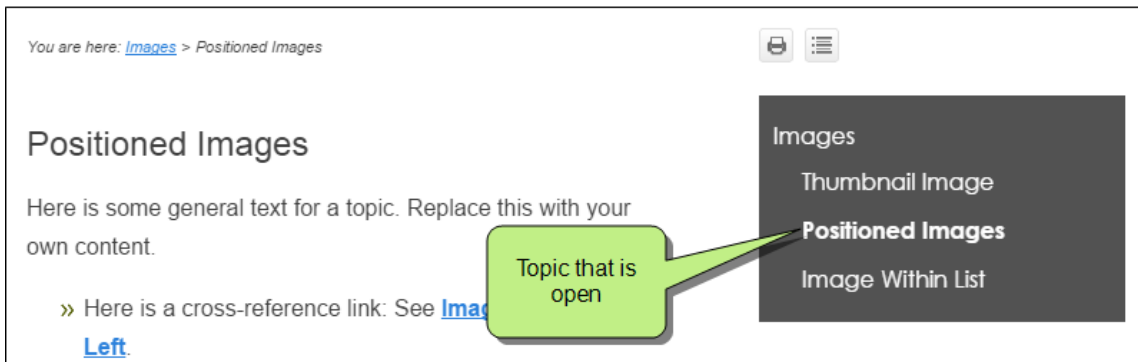 You are here: Images > Positioned Images
Positioned Images
Here is some general text for a topic. Replace this with your
own content.
» Here is a cross-reference link: See
Left.
Topic that is
open
Images
Thumbnail Image
Positioned Images
Image Within List